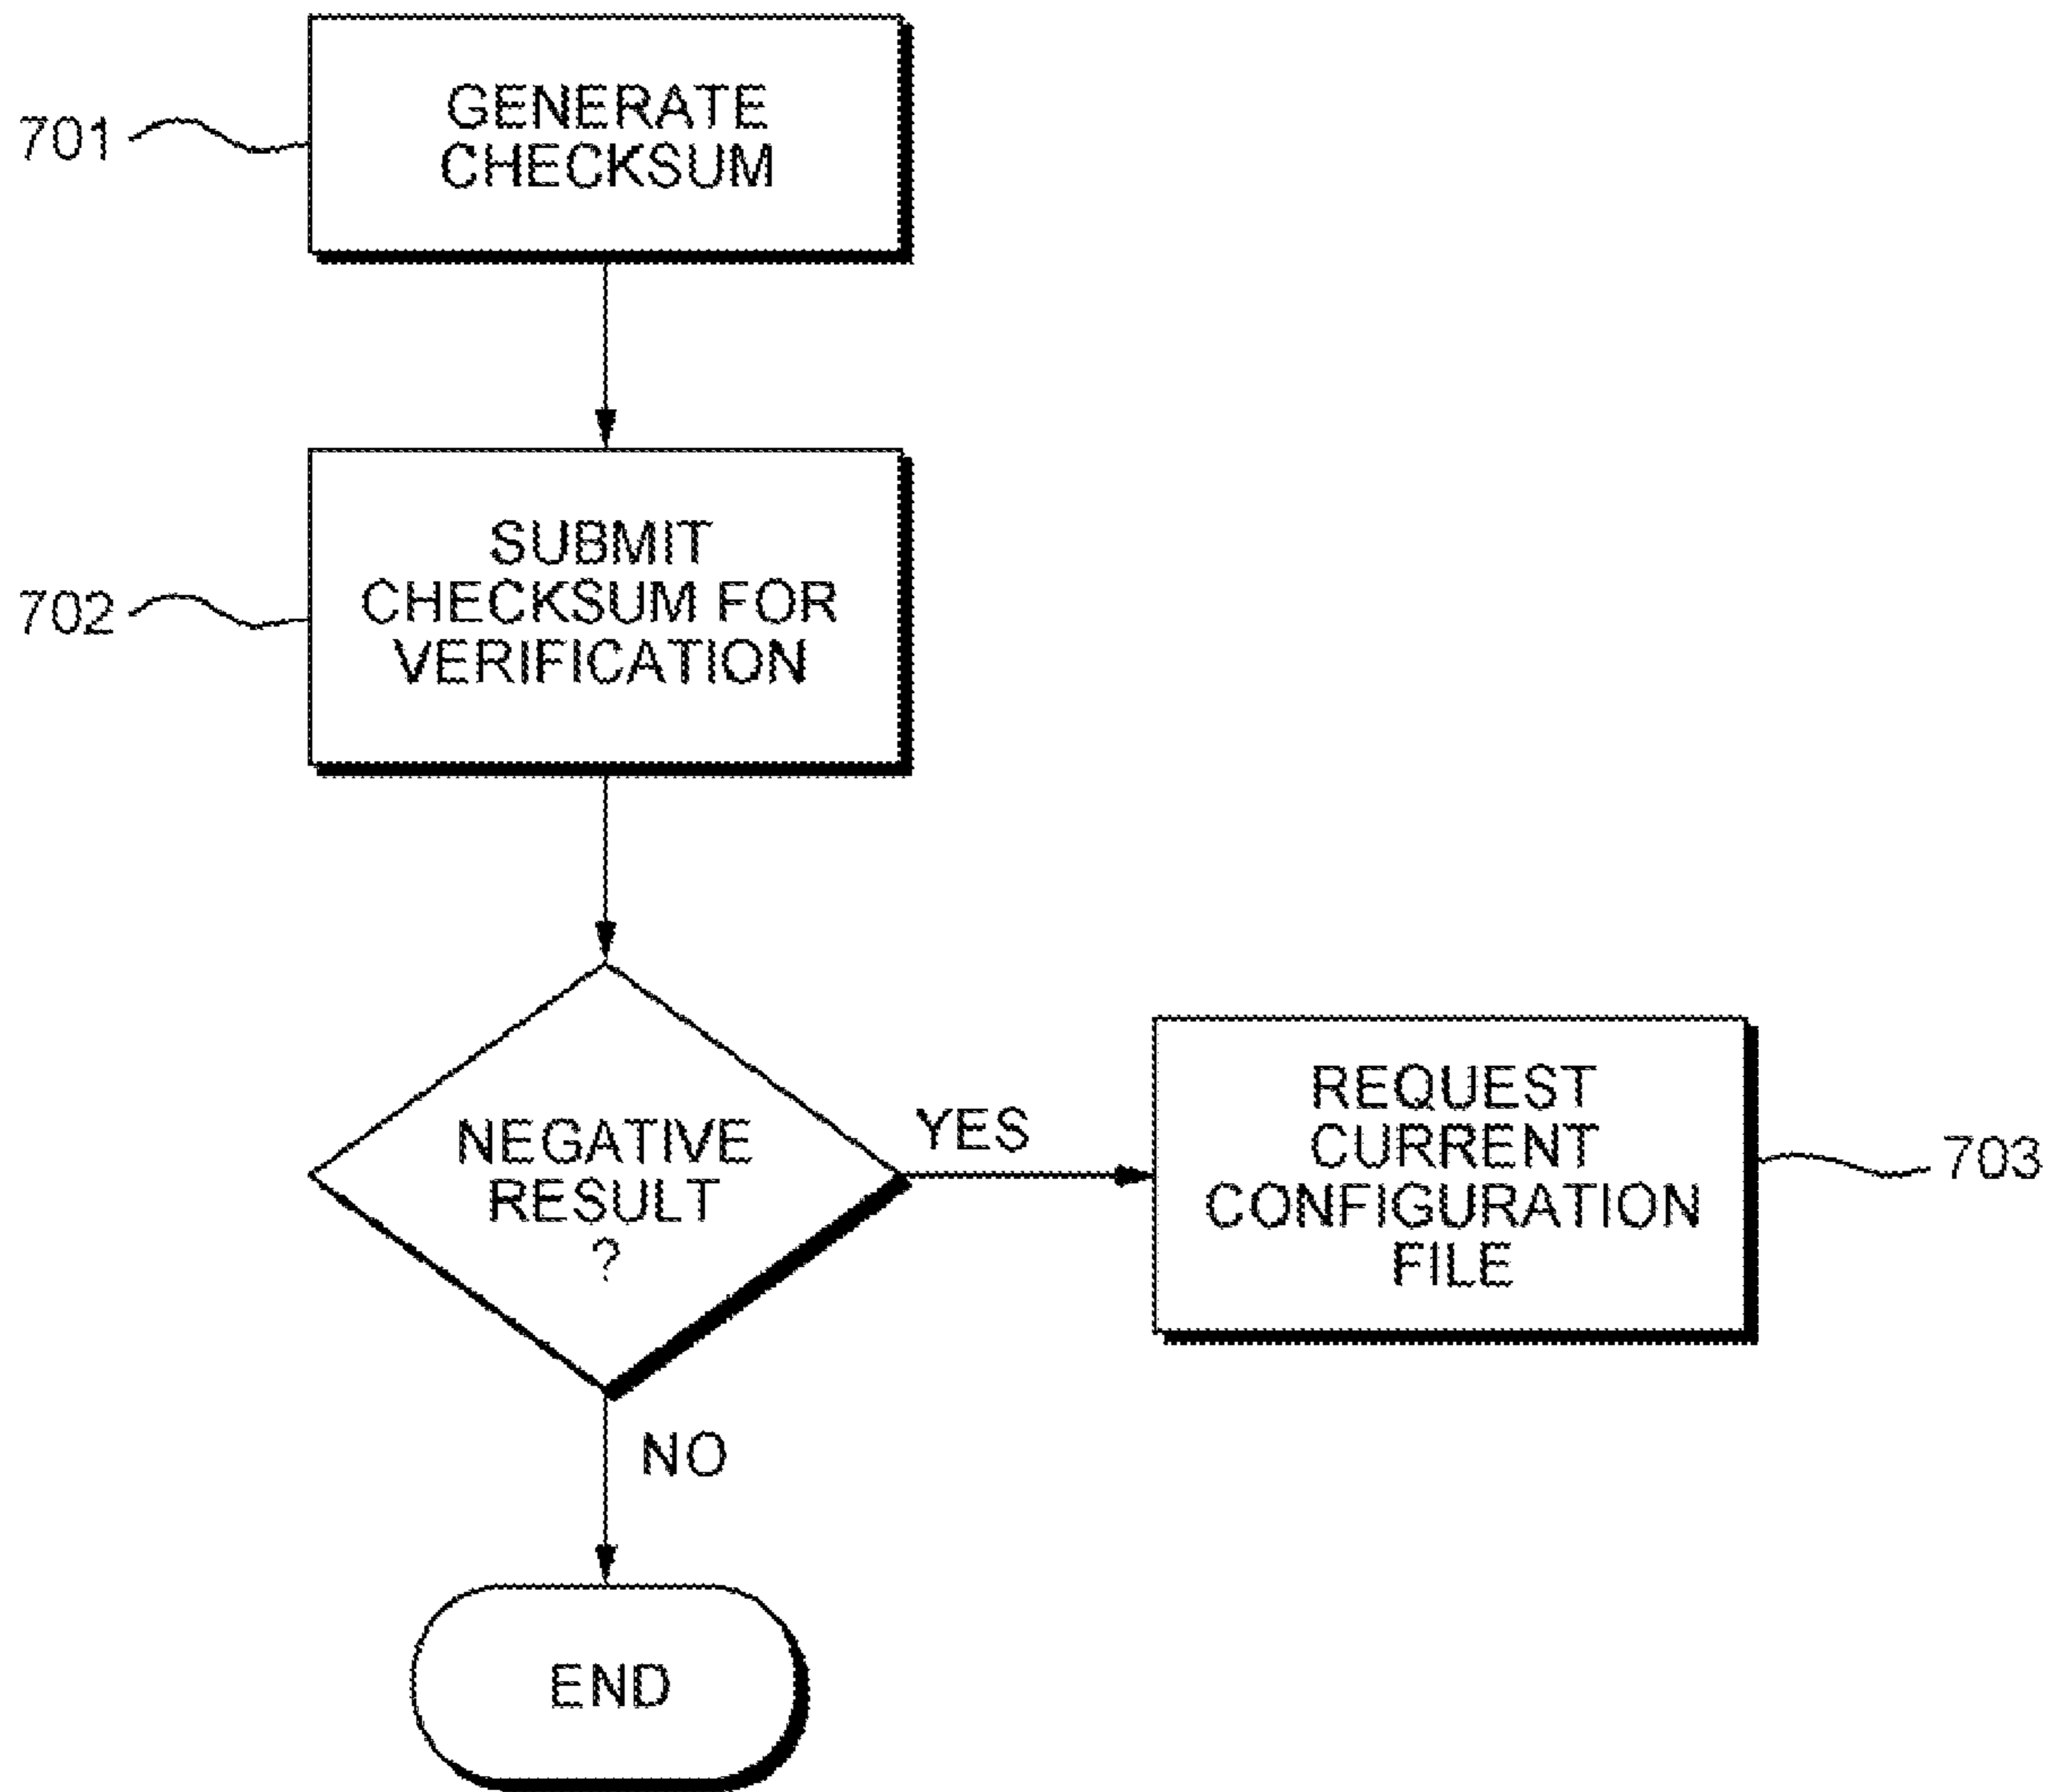 701
GENERATE
CHECKSUM
702
SUBMIT
CHECKSUM FOR
VERIFICATION
NEGATIVE
RESULT
?
YES
REQUEST
CURRENT
CONFIGURATION
FILE
703
NO
END